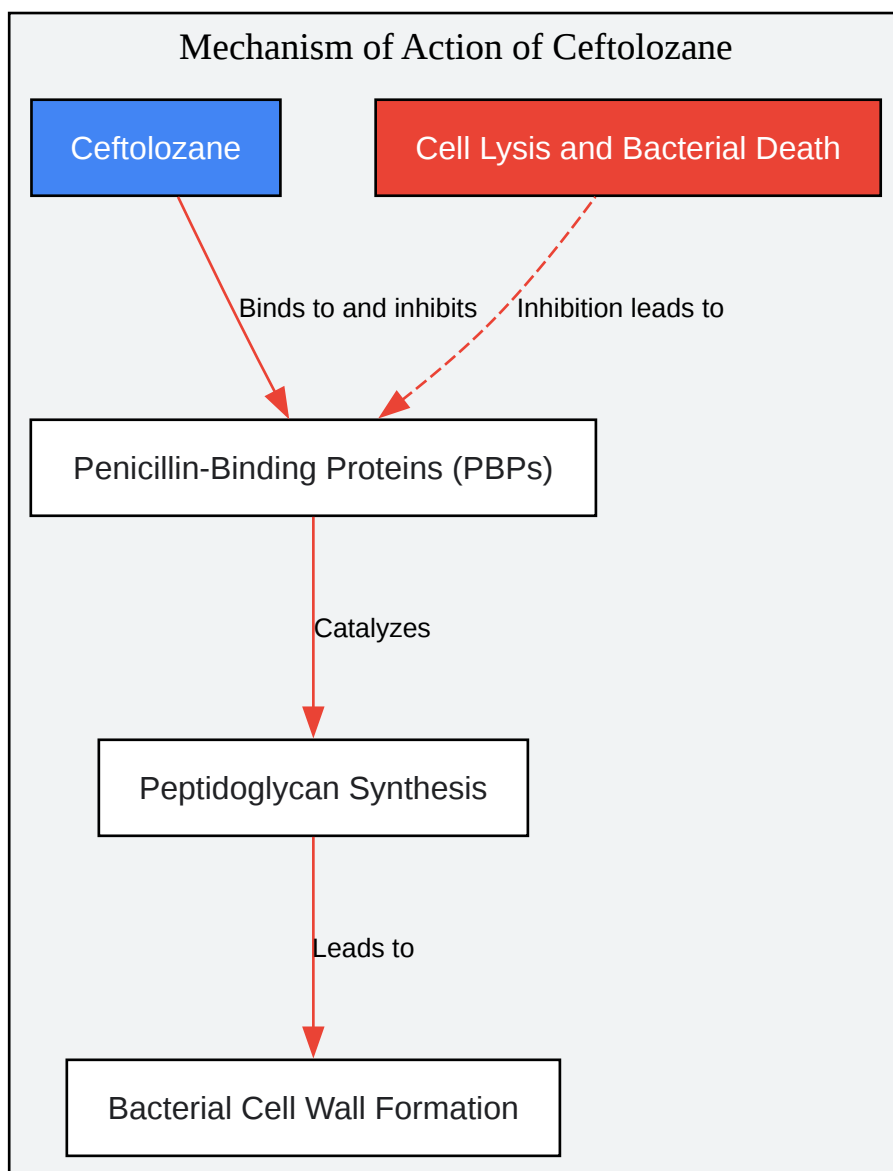 Mechanism of Action of Ceftolozane
Ceftolozane
Cell Lysis and Bacterial Death
Binds to and inhibits
Inhibition leads to
Penicillin-Binding Proteins (PBPs)
Catalyzes
Peptidoglycan Synthesis
Leads to
Bacterial Cell Wall Formation